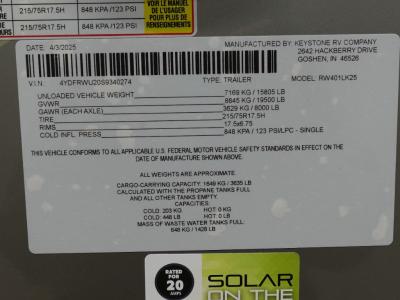 VOIR LE MANUEL
DE L'USAGER
POUR PLUS DE
RENSEIGNEMENTS
215/75R17.5H 848 KPA /123 PSI
215/75R17.5H 848 KPA /123 PSI
DATE: 4/3/2025
MANUFACTURED BY: KEYSTONE RV COMPANY
2642 HACKBERRY DRIVE
GOSHEN, IN 46526
V.I.N. 4YDFRWU20S9340274 TYPE: TRAILER MODEL: RW401LK25
UNLOADED VEHICLE WEIGHT 7169 KG / 15805 LB
GVWR 8845 KG / 19500 LB
GAWR (EACH AXLE) 3629 KG / 8000 LB
TIRE 215/75R17.5H
RIMS 17.5x6.75
848 KPA / 123 PSI/LPC - SINGLE
THIS VEHICLE CONFORMS TO ALL APPLICABLE U.S. FEDERAL MOTOR VEHICLE SAFETY STANDARDS IN EFFECT ON THE
DATE OF MANUFACTURE SHOWN ABOVE.
ALL WEIGHTS ARE APPROXIMATE
CARGO-CARRYING CAPACITY: 1649 KG / 3635 LB
CALCULATED WITH THE PROPANE TANKS FULL
AND ALL OTHER TANKS EMPTY.
CAPACITIES
COLD: 203 KG HOT: 0 KG
COLD: 448 LB HOT: 0 LB
MASS OF WASTE WATER TANKS FULL:
648 KG / 1428 LB
RATED FOR
20
AMPS
SOLAR
ON THE